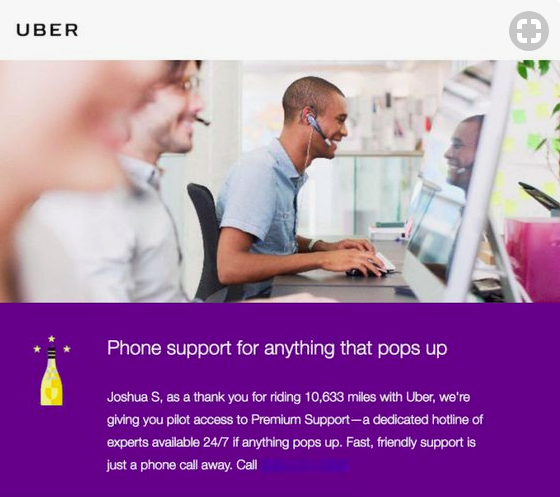 UBER
Phone support for anything that pops up
Joshua S, as a thank you for riding 10,633 miles with Uber, we're
giving you pilot access to Premium Support—a dedicated hotline of
experts available 24/7 if anything pops up. Fast, friendly support is
just a phone call away. Call